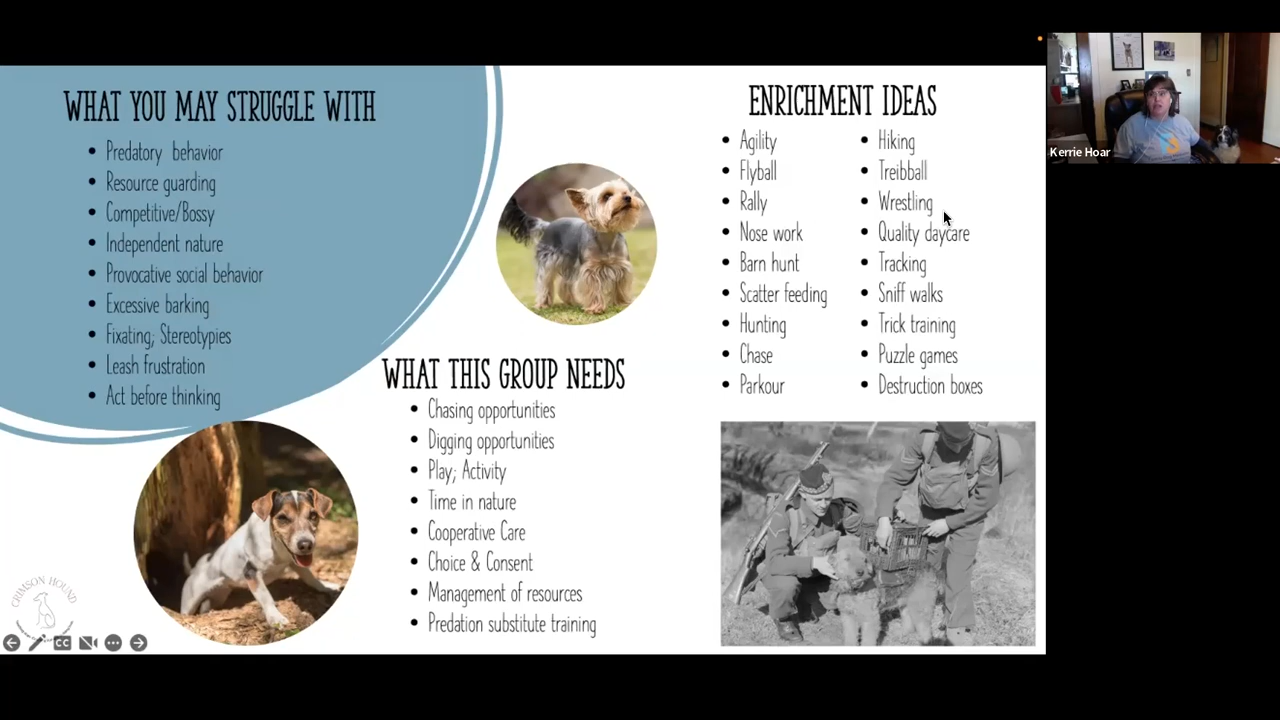 WHAT YOU MAY STRUGGLE WITH
Predatory behavior
Resource guarding
Competitive/Bossy
Independent nature
Provocative social behavior
Excessive barking
Fixating; Stereotypies
Leash frustration
Act before thinking
WHAT THIS GROUP NEEDS
Chasing opportunities
Digging opportunities
Play; Activity
Time in nature
Cooperative Care
Choice & Consent
Management of resources
Predation substitute training
ENRICHMENT IDEAS
Agility
Flyball
Rally
Nose work
Barn hunt
Scatter feeding
Hunting
Chase
Parkour
Hiking
Treibball
Wrestling
Quality daycare
Tracking
Sniff walks
Trick training
Puzzle games
Destruction boxes
CRIMSON HOUND
CC
Kerrie Hoar